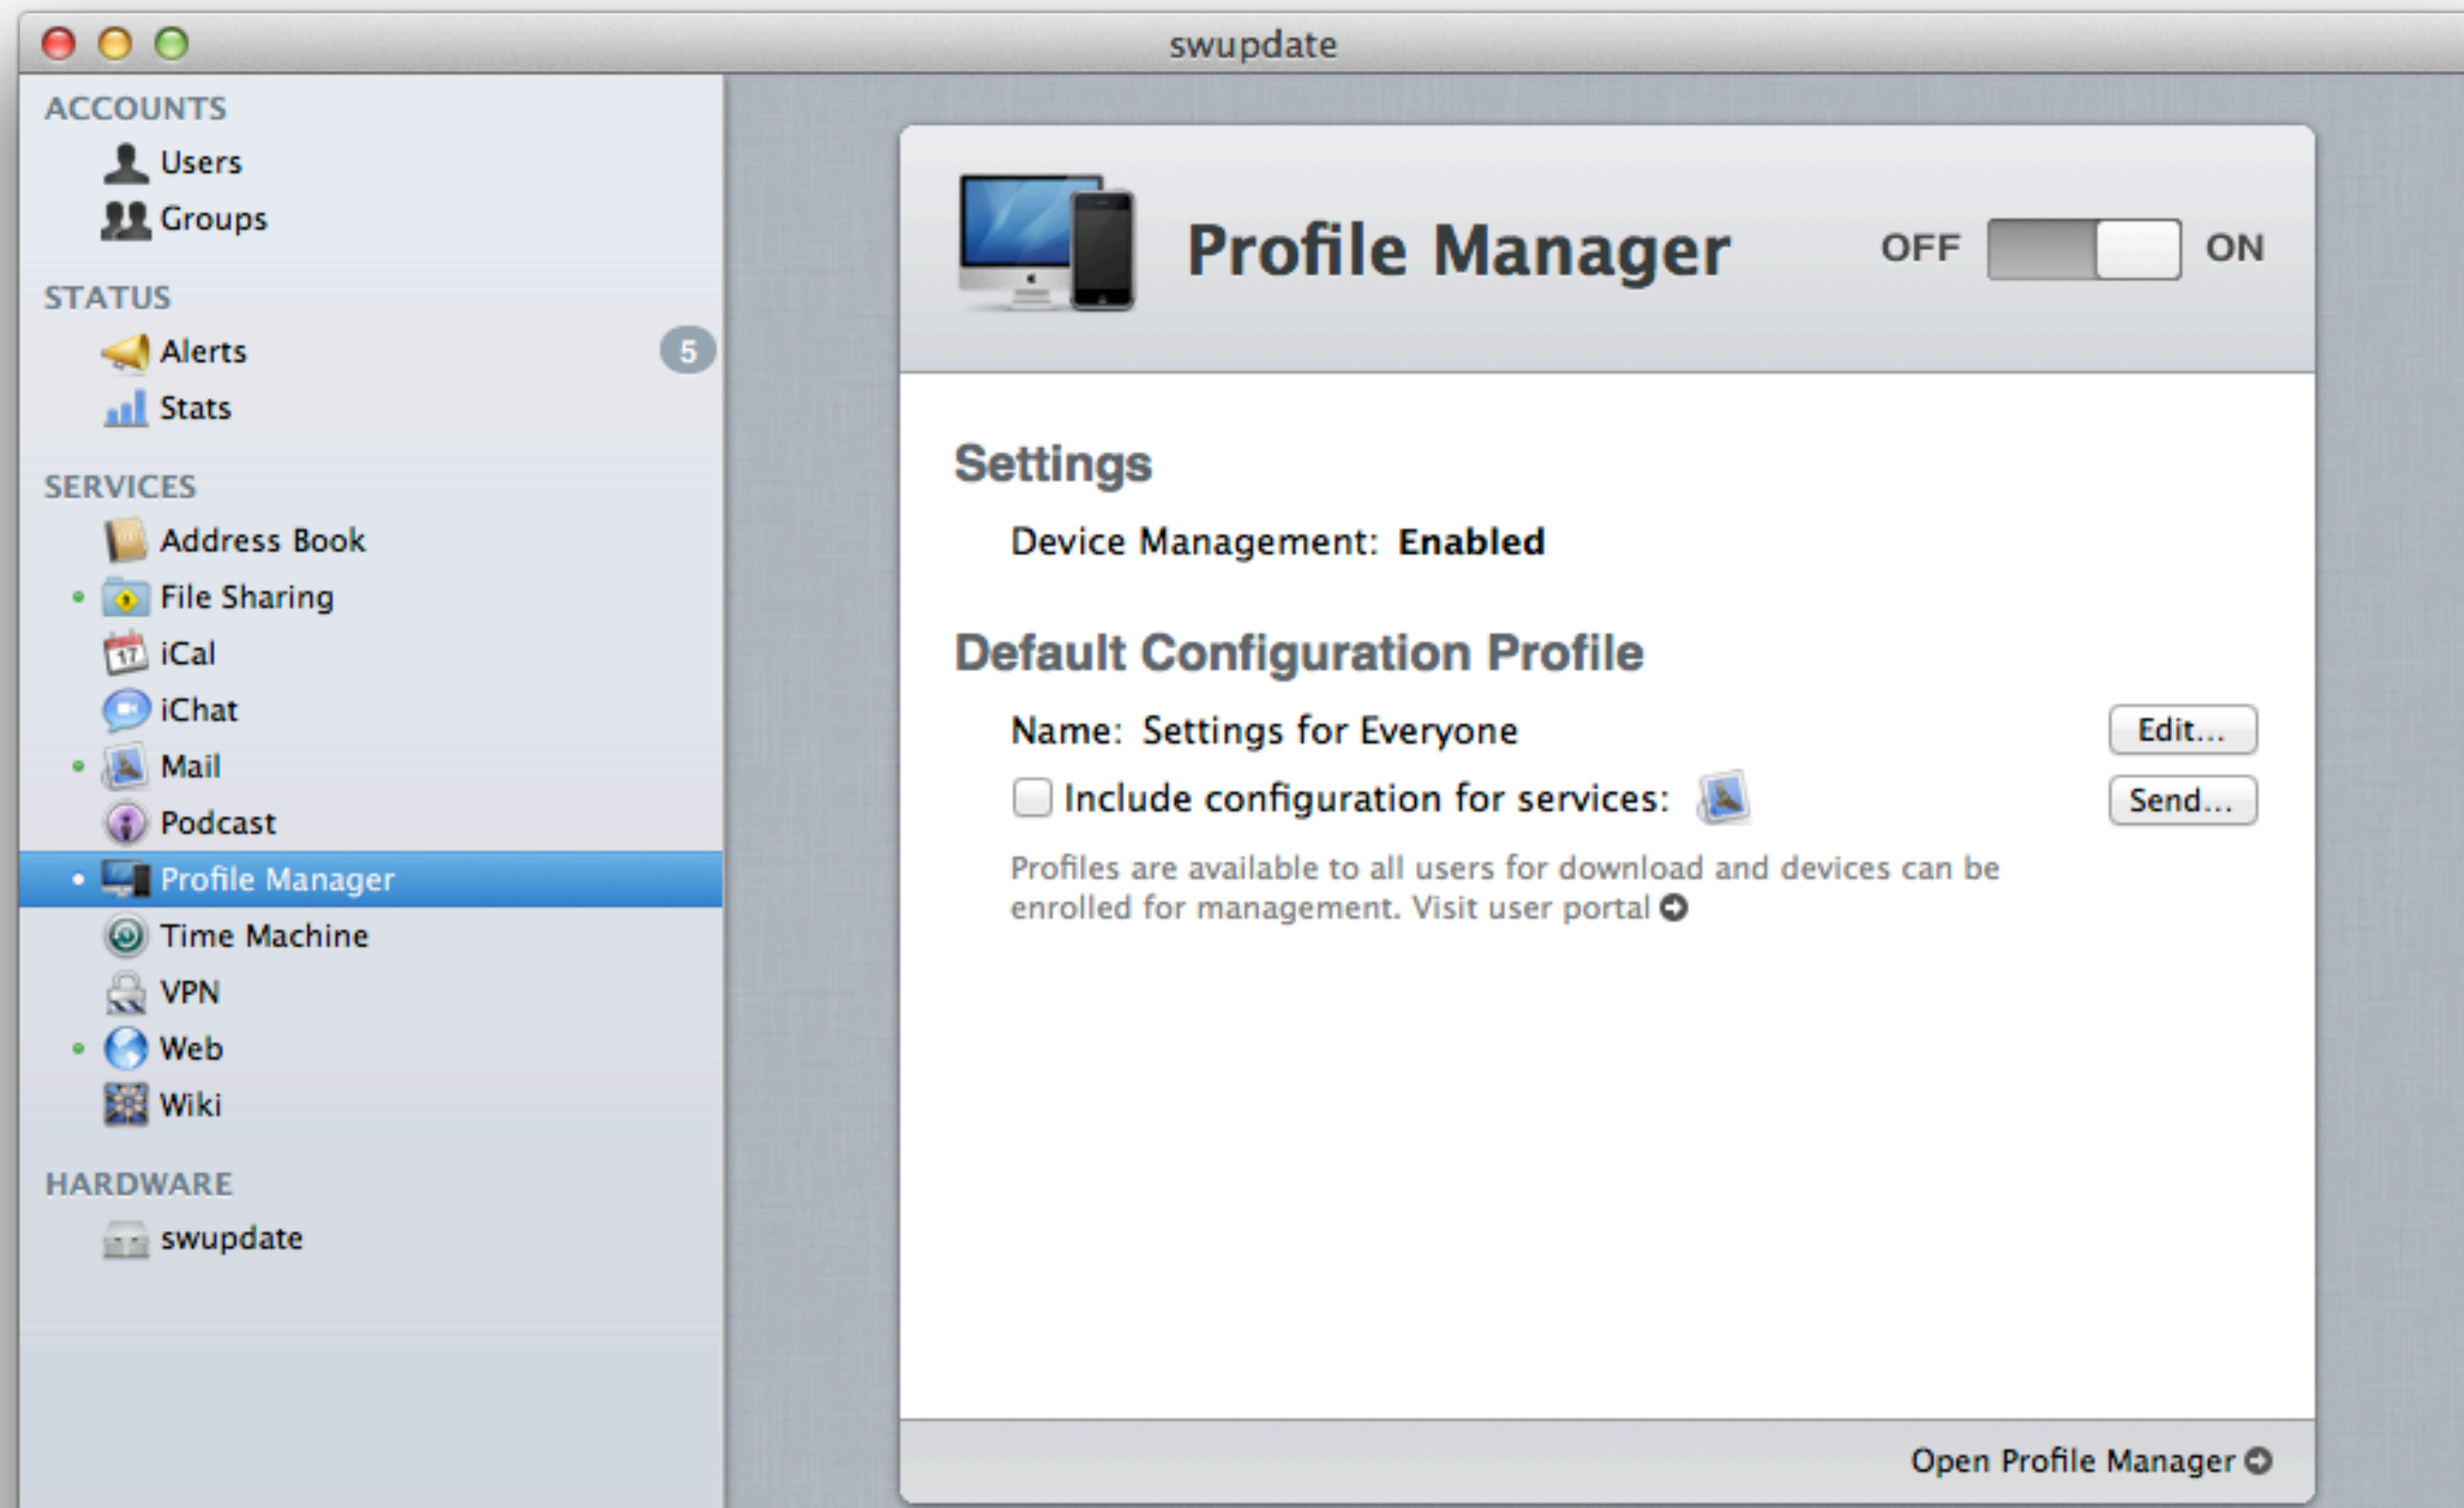 swupdate
ACCOUNTS
Users
Groups
STATUS
Alerts 5
Stats
SERVICES
Address Book
File Sharing
iCal
iChat
Mail
Podcast
Profile Manager
Time Machine
VPN
Web
Wiki
HARDWARE
swupdate
Profile Manager OFF ON
Settings
Device Management: Enabled
Default Configuration Profile
Name: Settings for Everyone Edit...
Include configuration for services: Send...
Profiles are available to all users for download and devices can be
enrolled for management. Visit user portal
Open Profile Manager